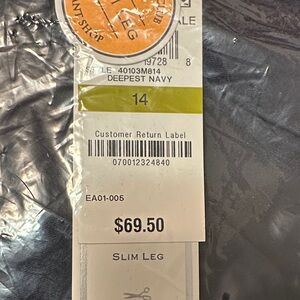 PANT SHOP
LEG
ALE
19728 8
STYLE 40103M814
DEEPEST NAVY
14
Customer Return Label
070012324840
EA01-005
$69.50
SLIM LEG